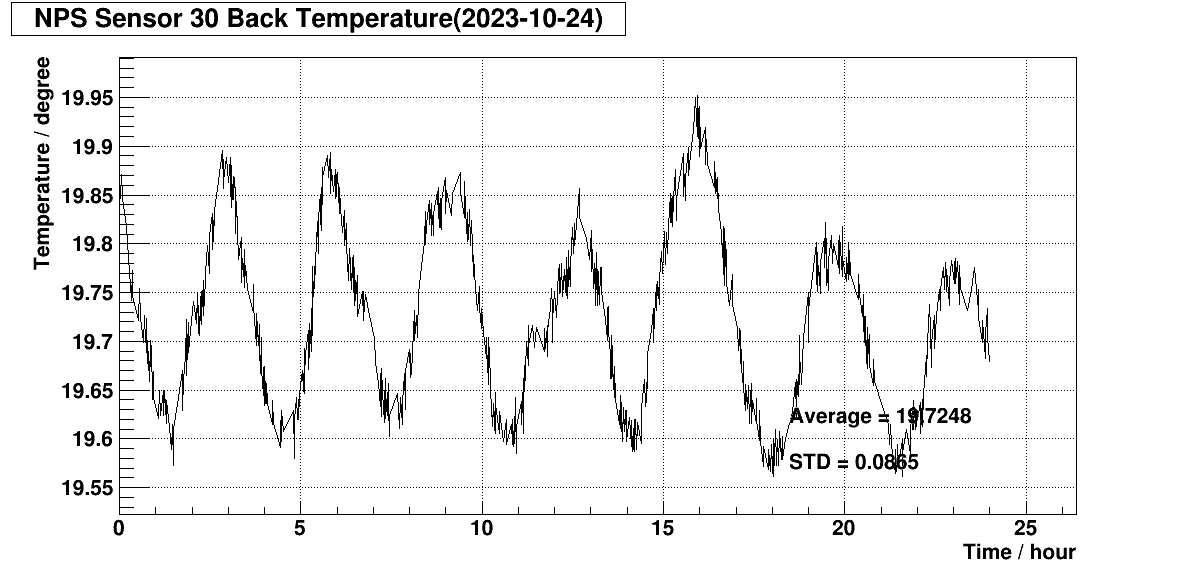 NPS Sensor 30 Back Temperature(2023-10-24)
Temperature / degree
19.95
19.9
19.85
19.8
19.75
19.7
19.65
19.6
19.55
Average = 19.7248
STD = 0.0865
0 5 10 15 20 25
Time / hour